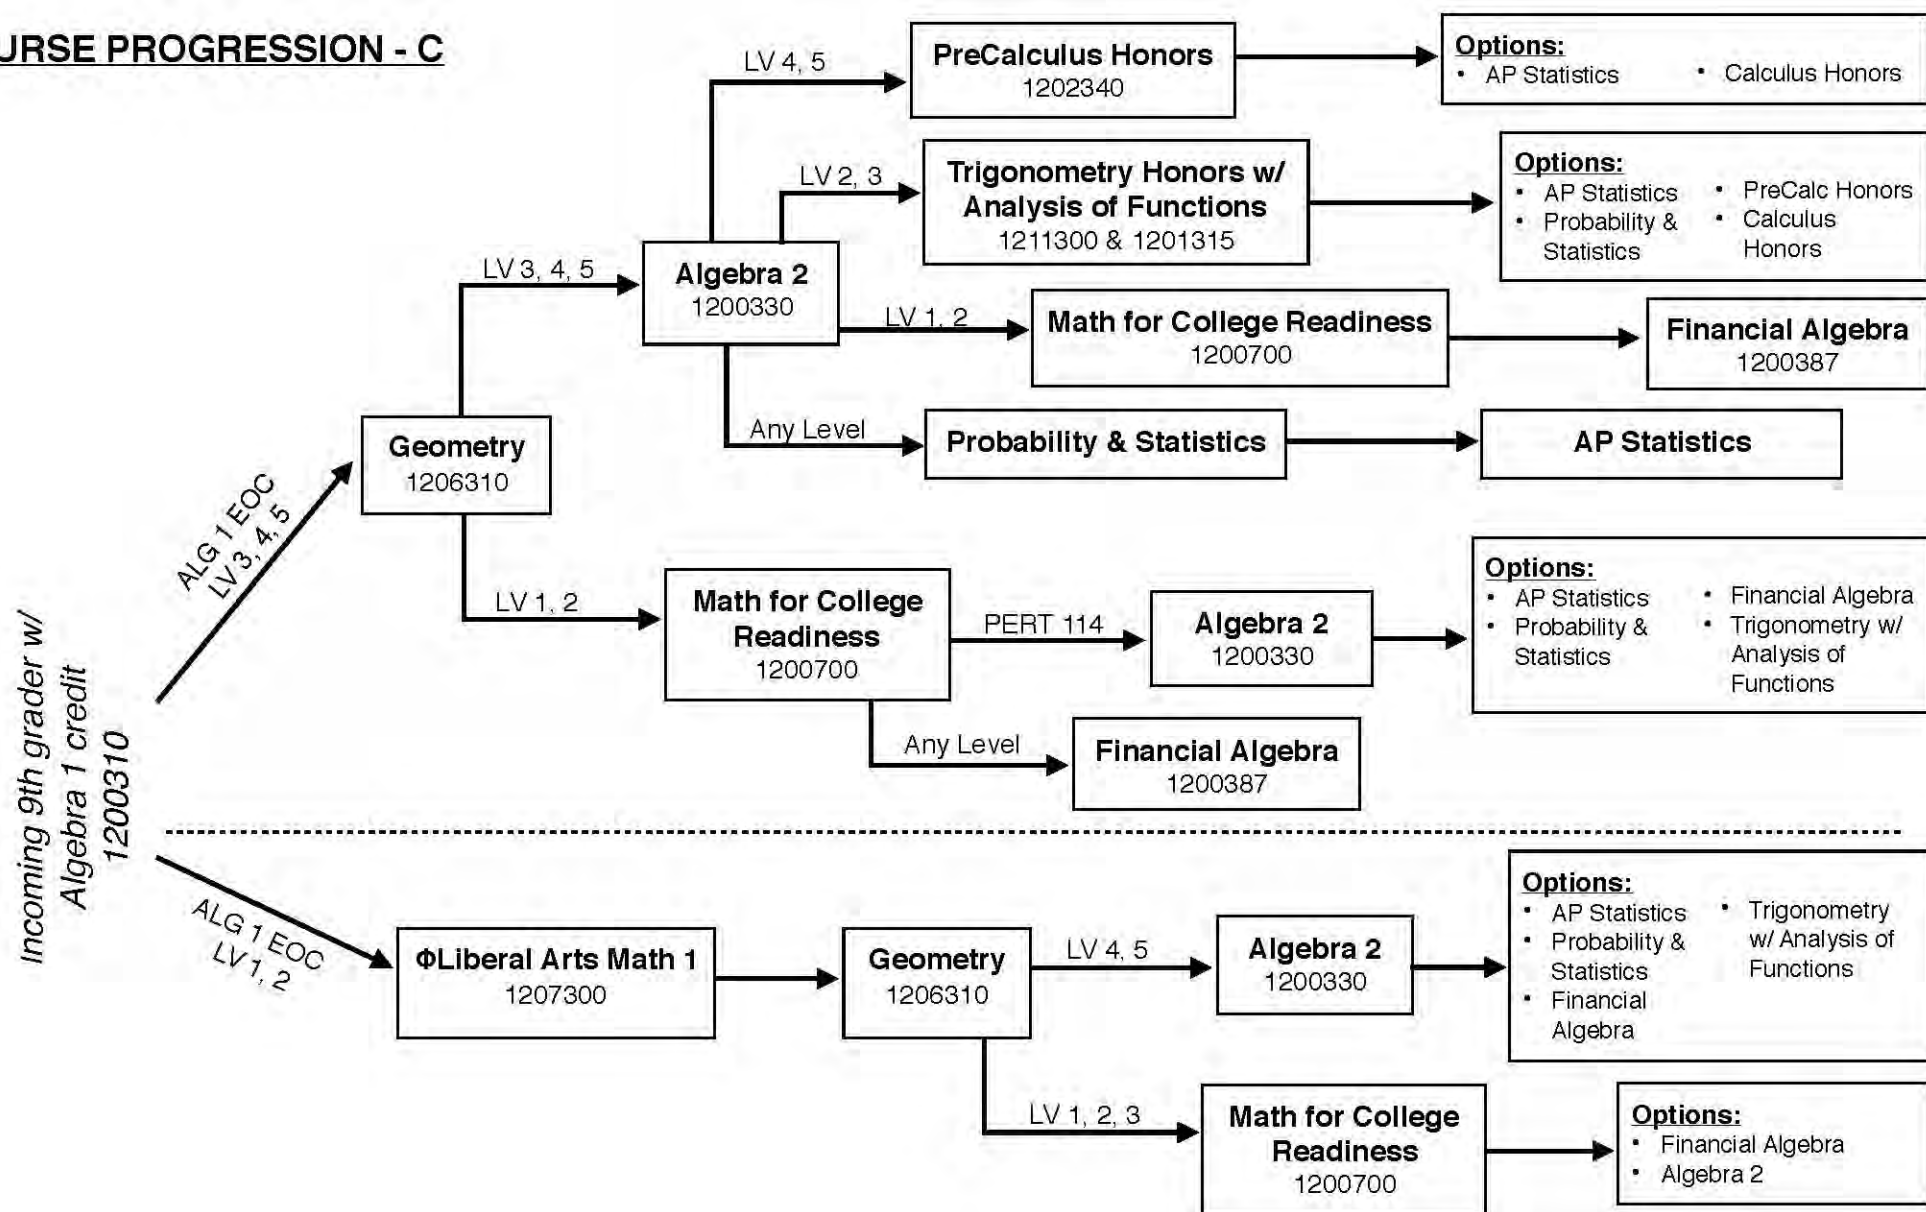 URSE PROGRESSION - C
LV 4, 5
PreCalculus Honors
1202340
Options:
• AP Statistics
• Calculus Honors
LV 2, 3
Trigonometry Honors w/
Analysis of Functions
1211300 & 1201315
Options:
• AP Statistics
• Probability &
Statistics
• PreCalc Honors
• Calculus
Honors
LV 3, 4, 5
Algebra 2
1200330
LV 1, 2
Math for College Readiness
1200700
Financial Algebra
1200387
Any Level
Probability & Statistics
AP Statistics
Geometry
1206310
ALG 1 EOC
LV 3, 4, 5
LV 1, 2
Math for College
Readiness
1200700
PERT 114
Algebra 2
1200330
Options:
• AP Statistics
• Probability &
Statistics
• Financial Algebra
• Trigonometry w/
Analysis of
Functions
Any Level
Financial Algebra
1200387
Incoming 9th grader w/
Algebra 1 credit
1200310
ALG 1 EOC
LV 1, 2
ΦLiberal Arts Math 1
1207300
Geometry
1206310
LV 4, 5
Algebra 2
1200330
Options:
• AP Statistics
• Probability &
Statistics
• Financial
Algebra
• Trigonometry
w/ Analysis of
Functions
LV 1, 2, 3
Math for College
Readiness
1200700
Options:
• Financial Algebra
• Algebra 2